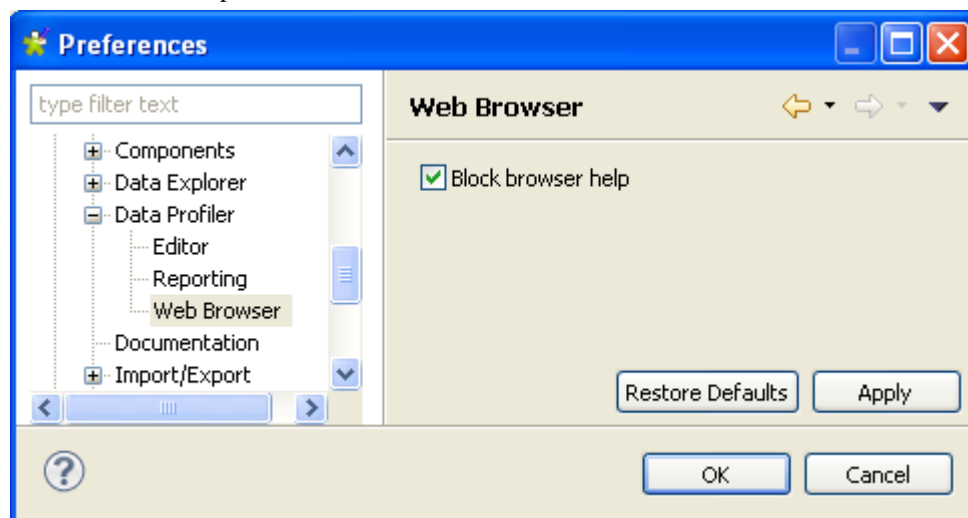 Preferences
type filter text
Components
Data Explorer
Data Profiler
Editor
Reporting
Web Browser
Documentation
Import/Export
Web Browser
Block browser help
Restore Defaults
Apply
?
OK
Cancel